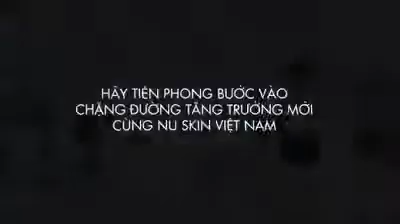 HÃY TIÊN PHONG BƯỚC VÀO
CHẶNG ĐƯỜNG TĂNG TRƯỞNG MỚI
CÙNG NU SKIN VIỆT NAM